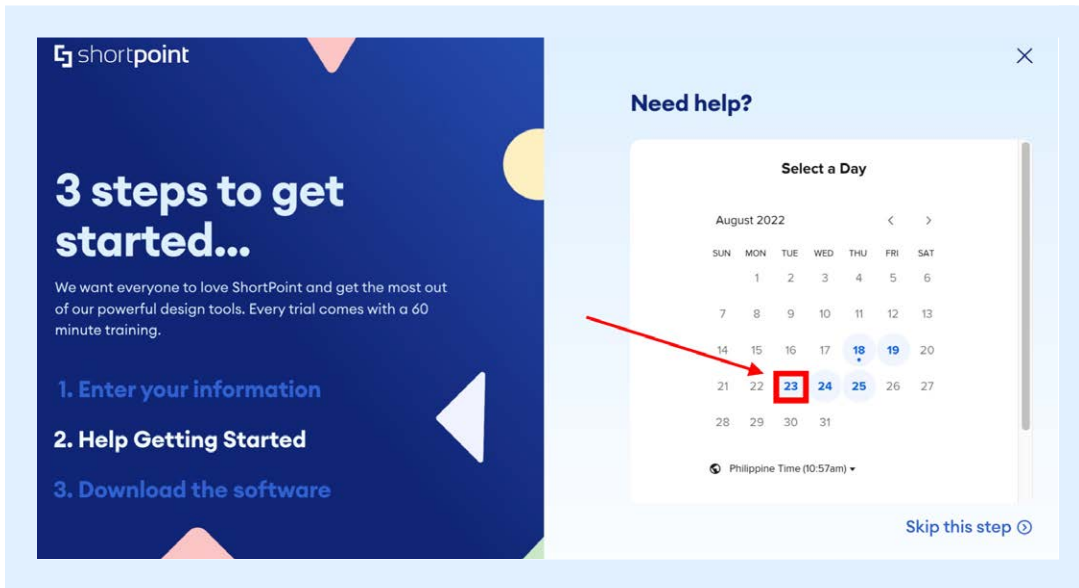 shortpoint
3 steps to get
started...
We want everyone to love ShortPoint and get the most out
of our powerful design tools. Every trial comes with a 60
minute training.
1. Enter your information
2. Help Getting Started
3. Download the software
Need help?
Select a Day
August 2022
SUN MON TUE WED THU FRI SAT
1 2 3 4 5 6
7 8 9 10 11 12 13
14 15 16 17 18 19 20
21 22 23 24 25 26 27
28 29 30 31
Philippine Time (10:57am)
Skip this step